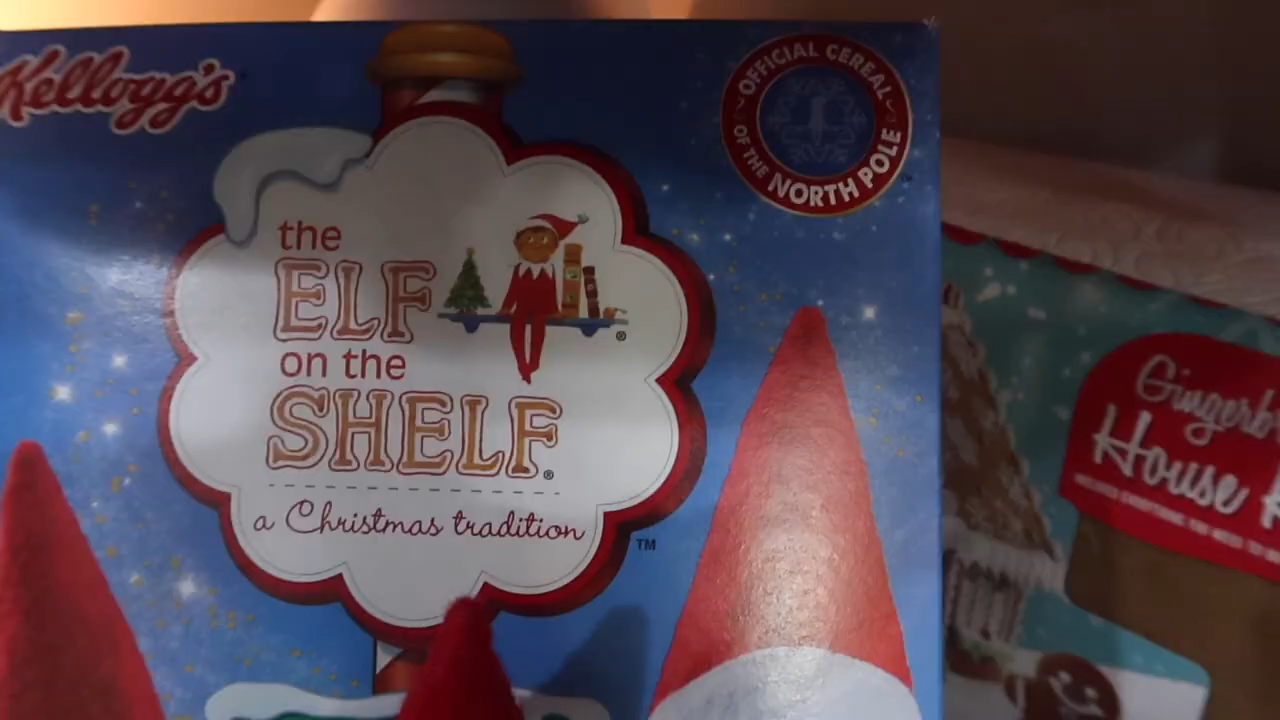 Kellogg's
OFFICIAL CEREAL
OF THE
NORTH POLE
the
ELF
on the
SHELF®
®
a Christmas tradition
TM
House